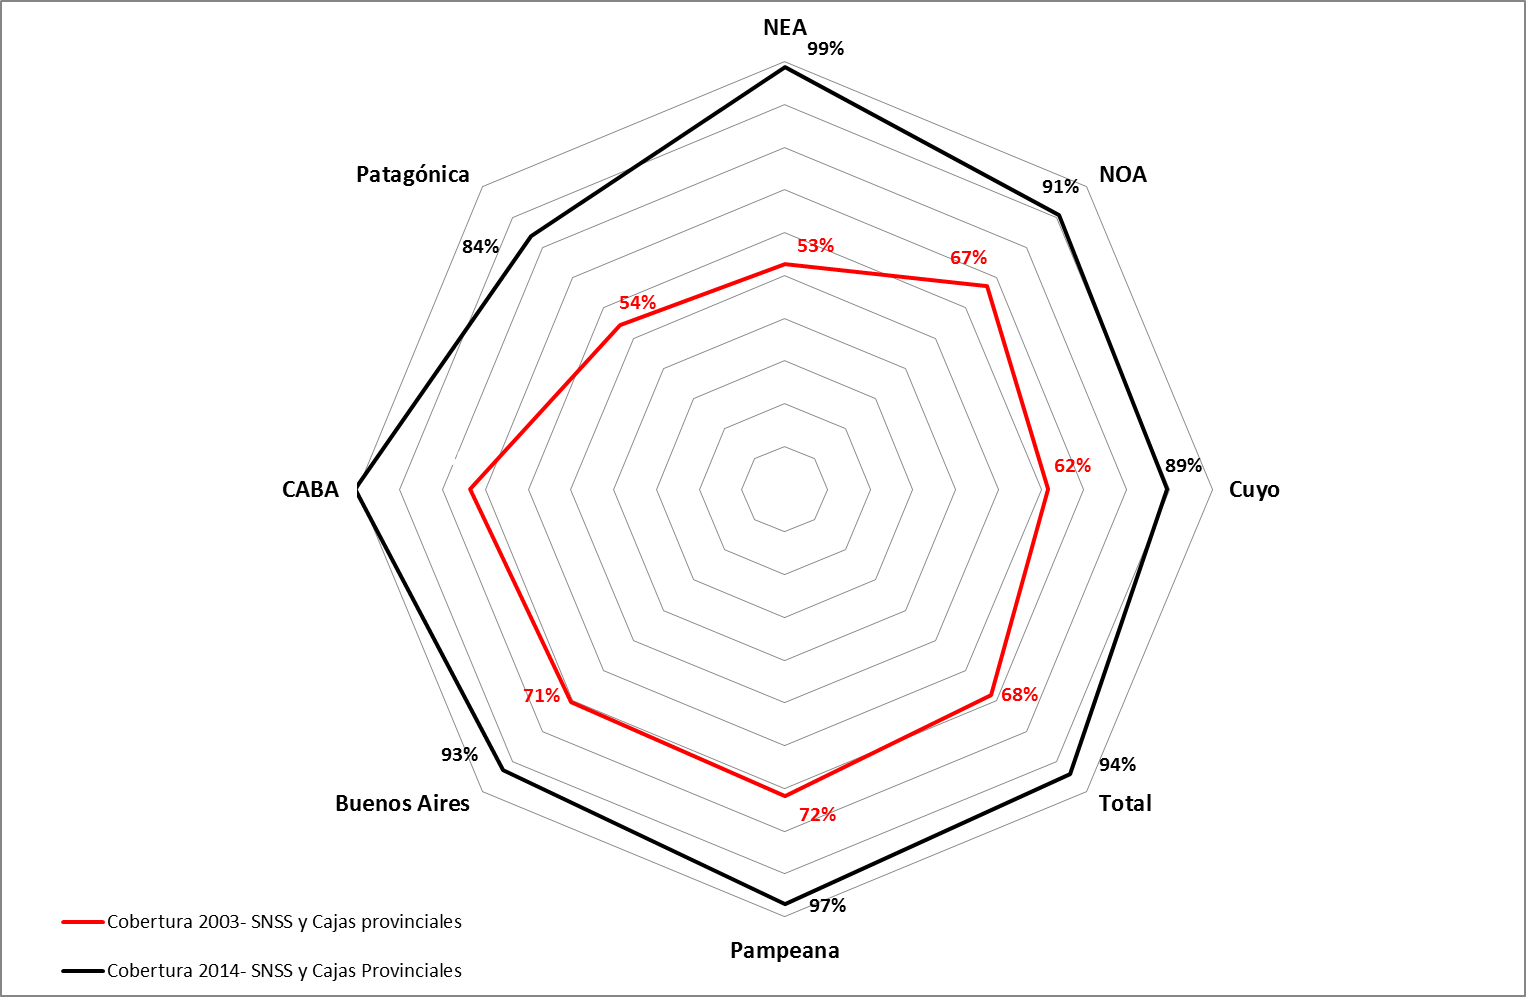 NEA
99%
Patagónica
NOA
91%
84%
53%
67%
54%
CABA
62%
89%
Cuyo
71%
68%
93%
94%
Buenos Aires
Total
72%
97%
Pampeana
Cobertura 2003- SNSS y Cajas provinciales
Cobertura 2014- SNSS y Cajas Provinciales